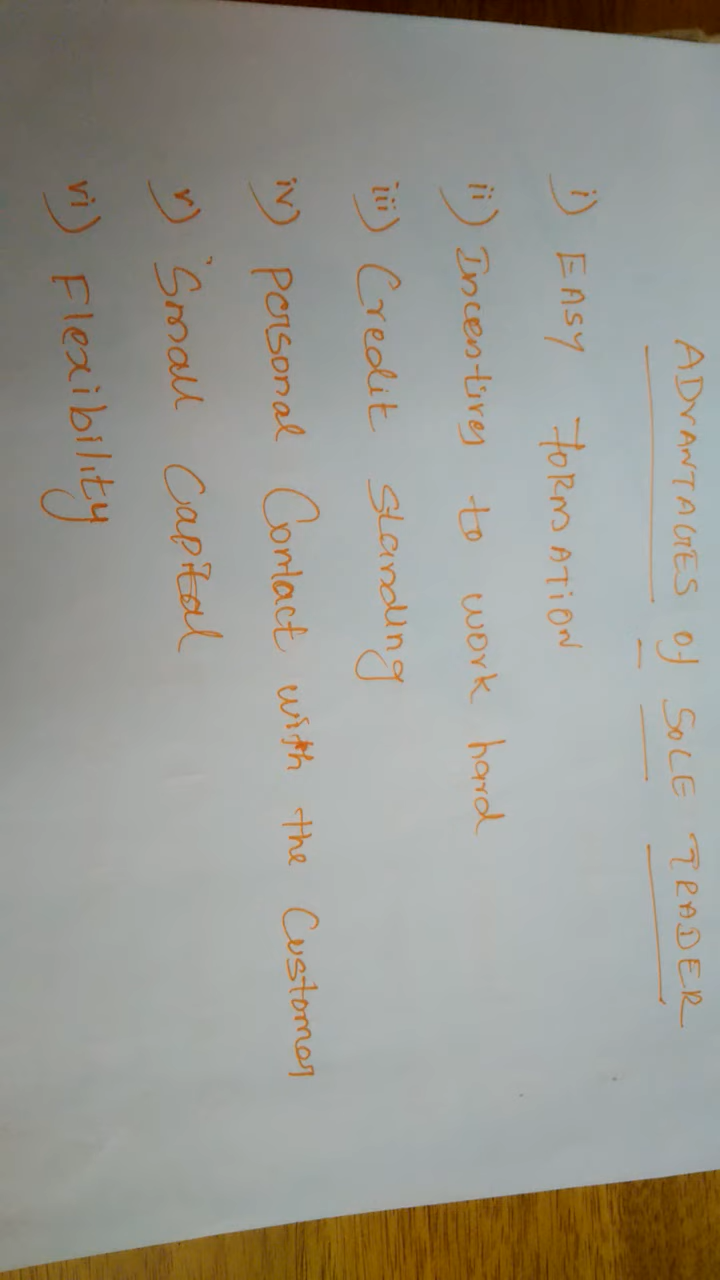 ADVANTAGES of SOLE TRADER
i) EASY FORMATION
ii) Incentives to work hard
iii) Credit standing
iv) personal Contact with the Customer
v) Small Capital
vi) Flexibility